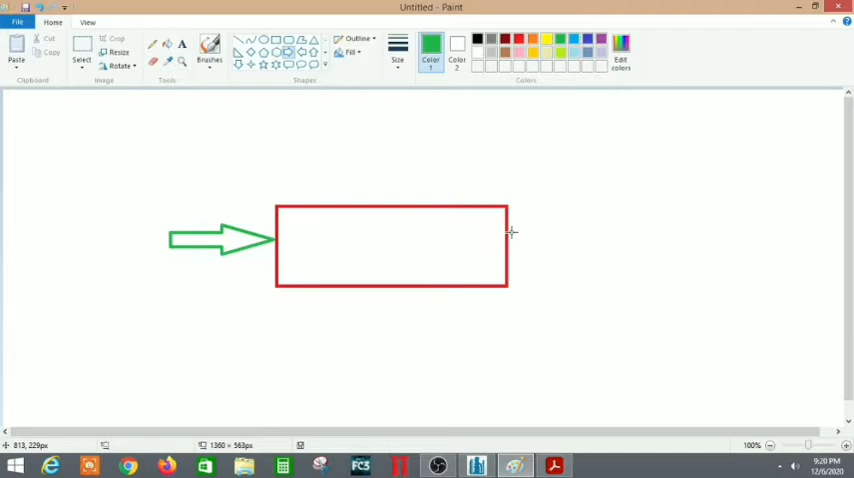 Untitled - Paint
File Home View
Paste
Cut
Copy
Clipboard
Select
Crop
Resize
Rotate
Image
A
Tools
Brushes
Outline
Fill
Shapes
Size
Color 1
Color 2
Edit colors
Colors
813, 229px
1360 × 563px
100%
FC3
9:20 PM
12/6/2020